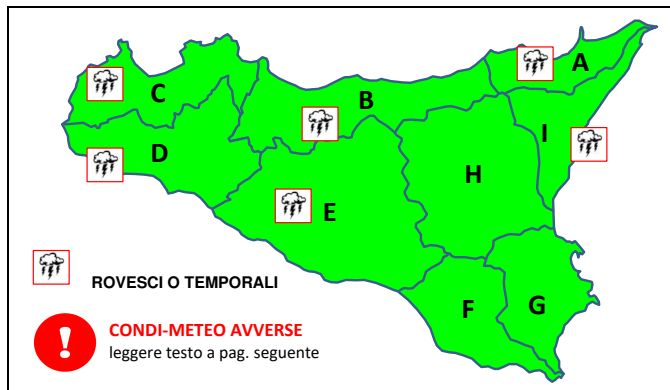 A
C
B
I
D
H
E
ROVESCI O TEMPORALI
F
G
CONDI-METEO AVVERSE
leggere testo a pag. seguente